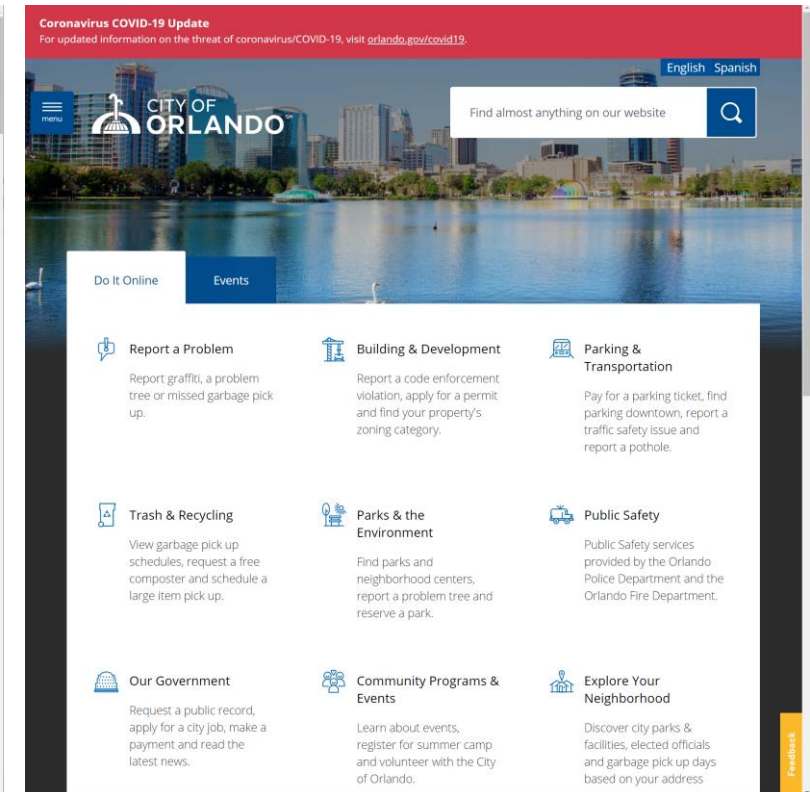 Coronavirus COVID-19 Update
For updated information on the threat of coronavirus/COVID-19, visit orlando.gov/covid19.
English Spanish
menu
CITY OF
ORLANDO
Find almost anything on our website
Do It Online
Events
Report a Problem
Report graffiti, a problem
tree or missed garbage pick
up.
Building & Development
Report a code enforcement
violation, apply for a permit
and find your property's
zoning category.
Parking &
Transportation
Pay for a parking ticket, find
parking downtown, report a
traffic safety issue and
report a pothole.
Trash & Recycling
View garbage pick up
schedules, request a free
composter and schedule a
large item pick up.
Parks & the
Environment
Find parks and
neighborhood centers,
report a problem tree and
reserve a park.
Public Safety
Public Safety services
provided by the Orlando
Police Department and the
Orlando Fire Department.
Our Government
Request a public record,
apply for a city job, make a
payment and read the
latest news.
Community Programs &
Events
Learn about events,
register for summer camp
and volunteer with the City
of Orlando.
Explore Your
Neighborhood
Discover city parks &
facilities, elected officials
and garbage pick up days
based on your address
Feedback